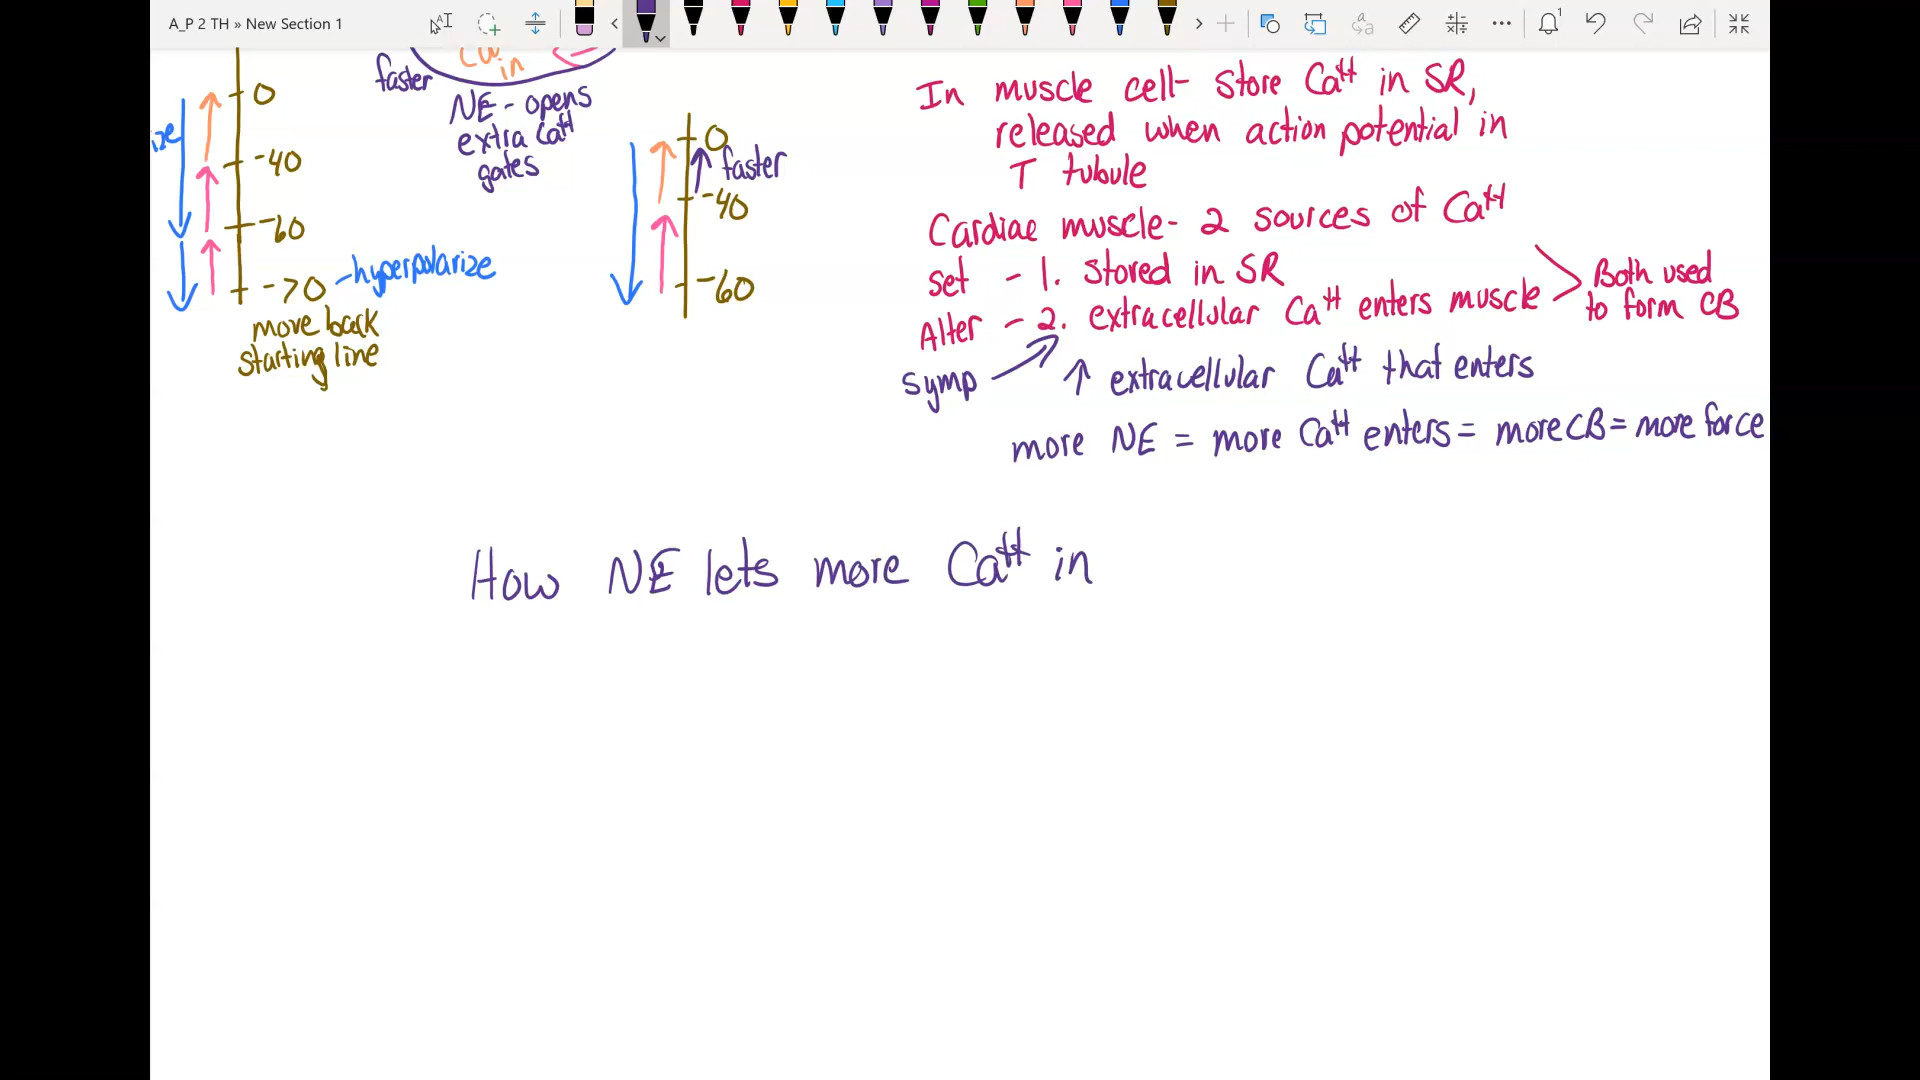 A_P 2 TH » New Section 1
faster
in
NE - opens
extra Ca++
gates
0
-40
-60
-70 - hyperpolarize
move back
starting line
0
faster
-40
-60
In muscle cell - store Ca++ in SR,
released when action potential in
T tubule
Cardiac muscle - 2 sources of Ca++
set - 1. stored in SR
Alter - 2. extracellular Ca++ enters muscle
Both used
to form CB
symp
↑ extracellular Ca++ that enters
more NE = more Ca++ enters = more CB = more force
How NE lets more Ca++ in